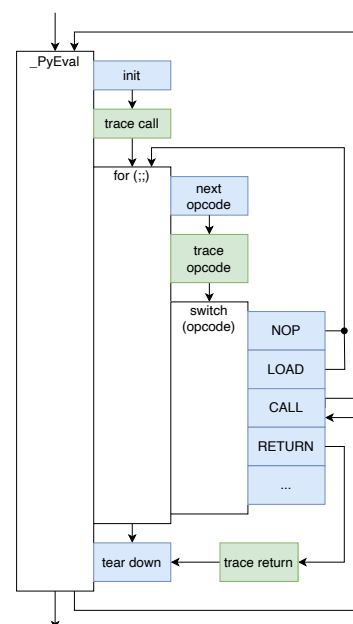 _PyEval
init
trace call
for (;;)
next
opcode
trace
opcode
switch
(opcode)
NOP
LOAD
CALL
RETURN
...
tear down
trace return